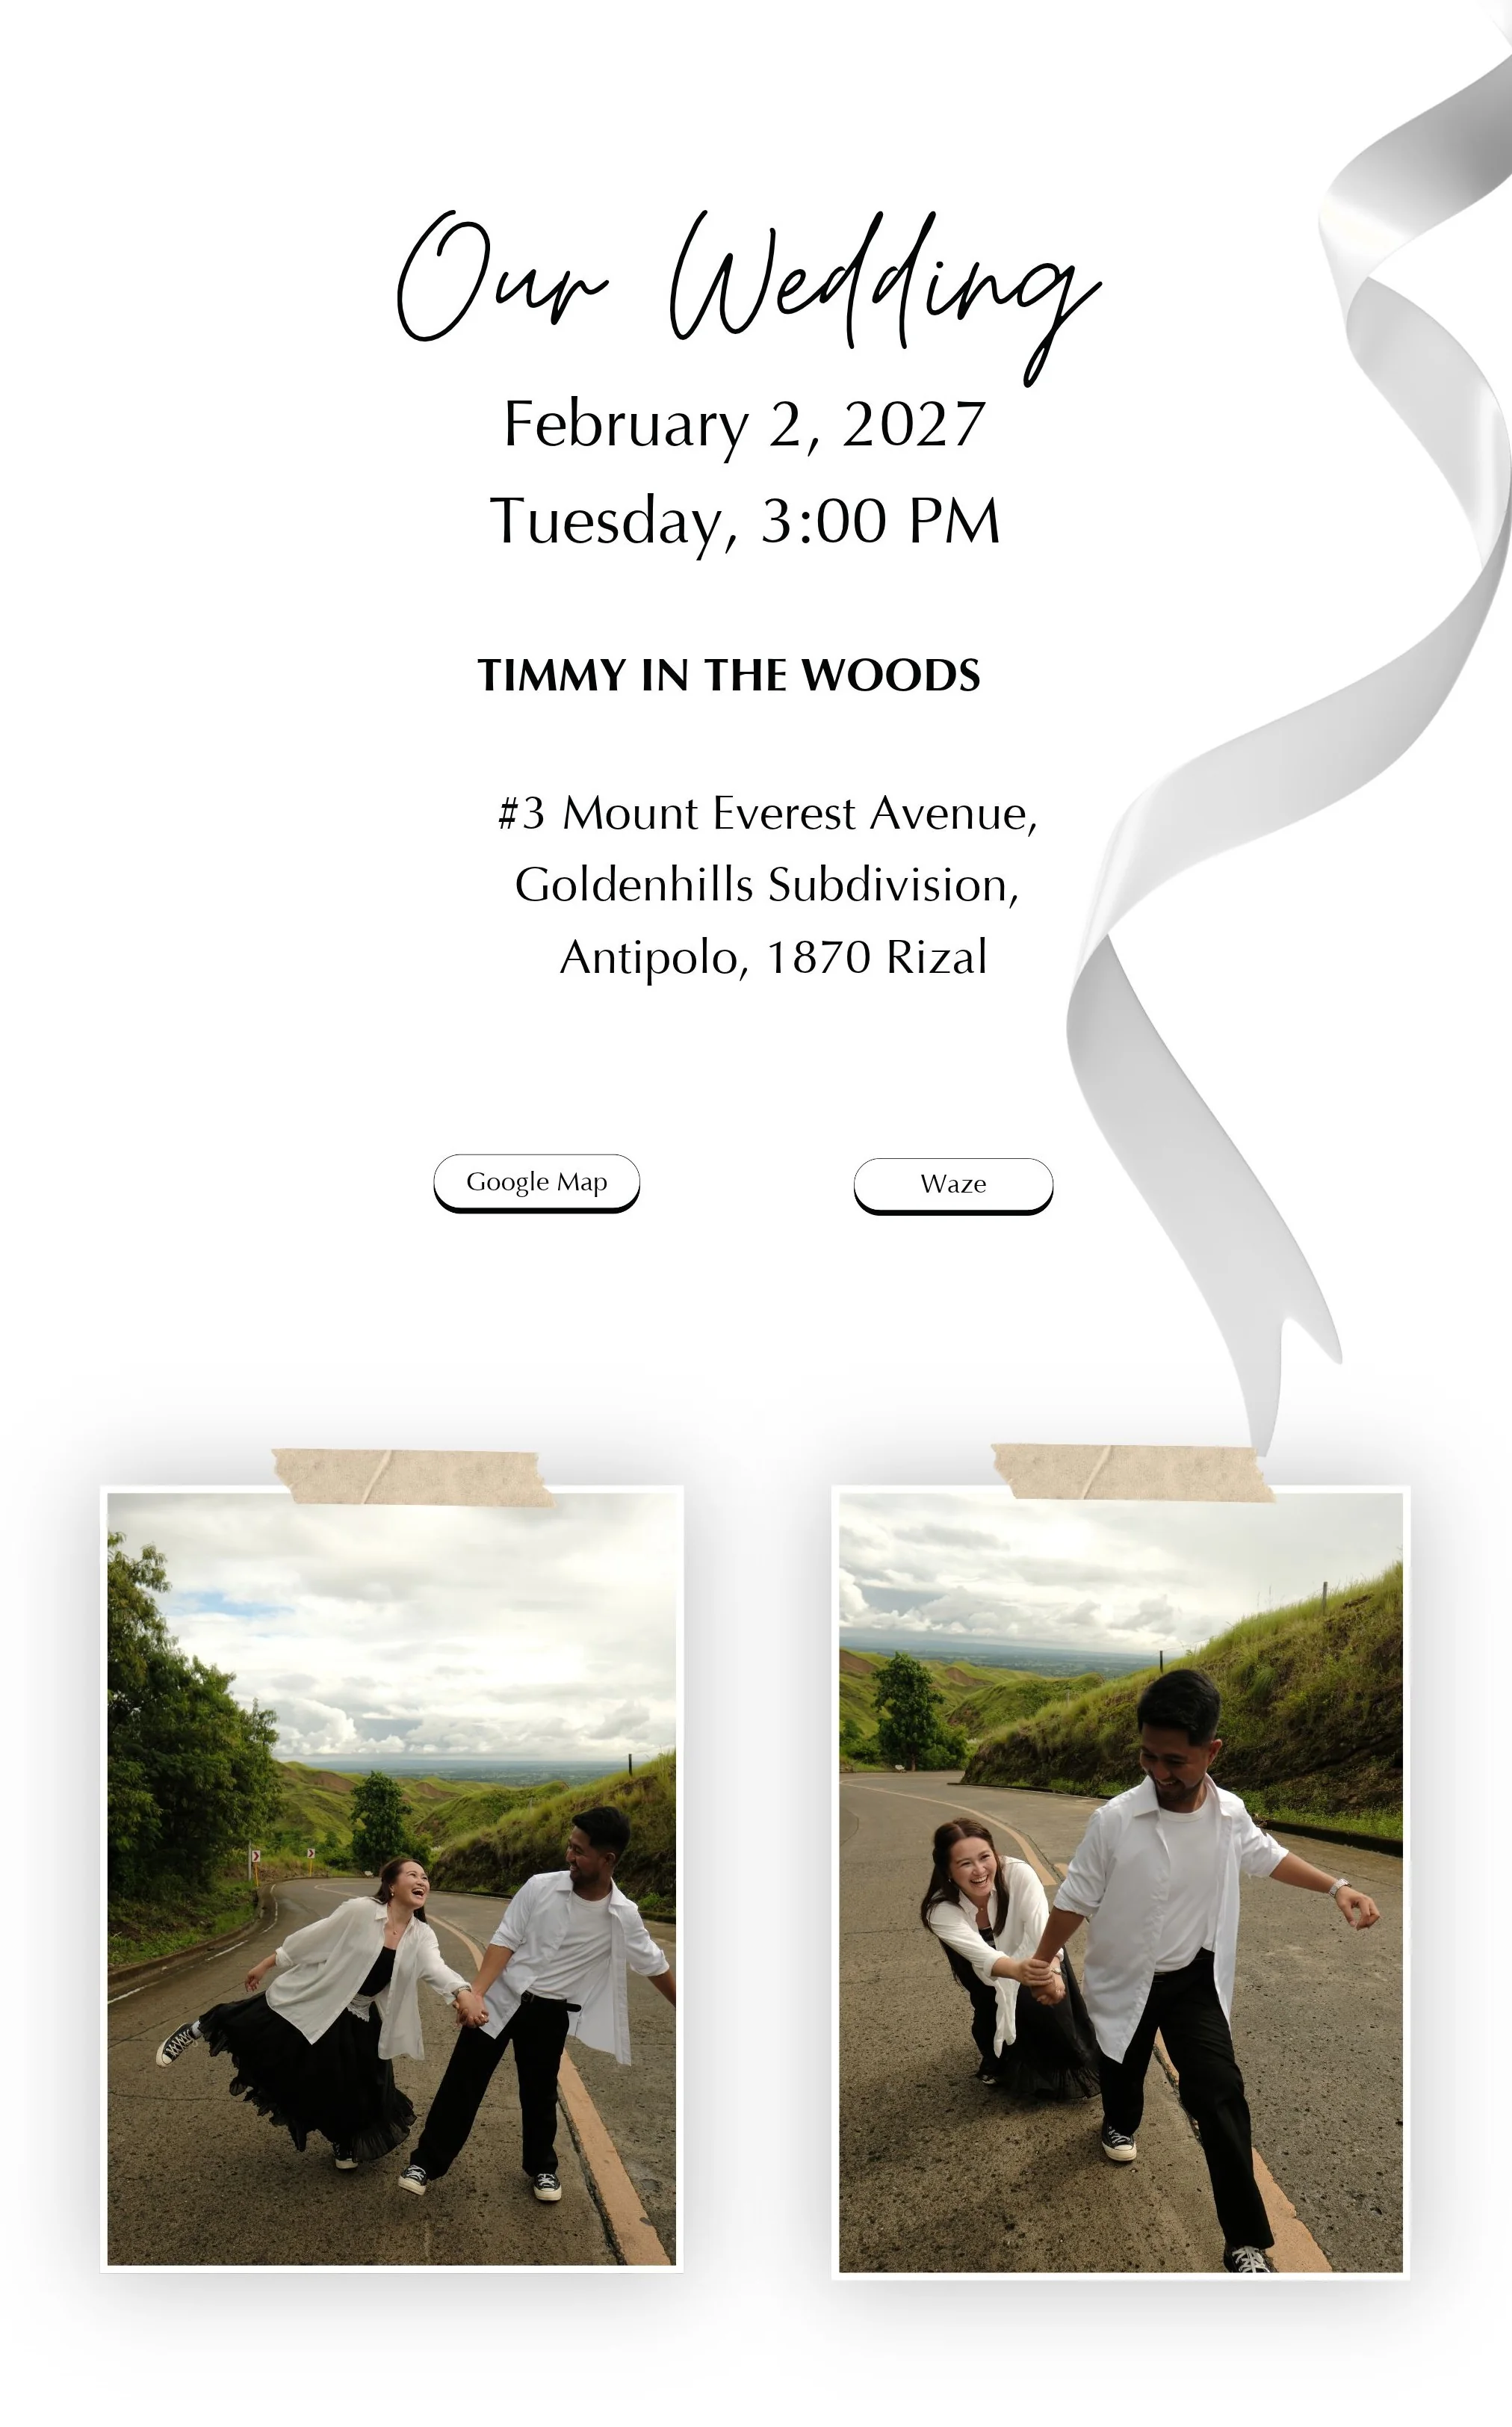 Our Wedding
February 2, 2027
Tuesday, 3:00 PM
TIMMY IN THE WOODS
#3 Mount Everest Avenue,
Goldenhills Subdivision,
Antipolo, 1870 Rizal
Google Map
Waze